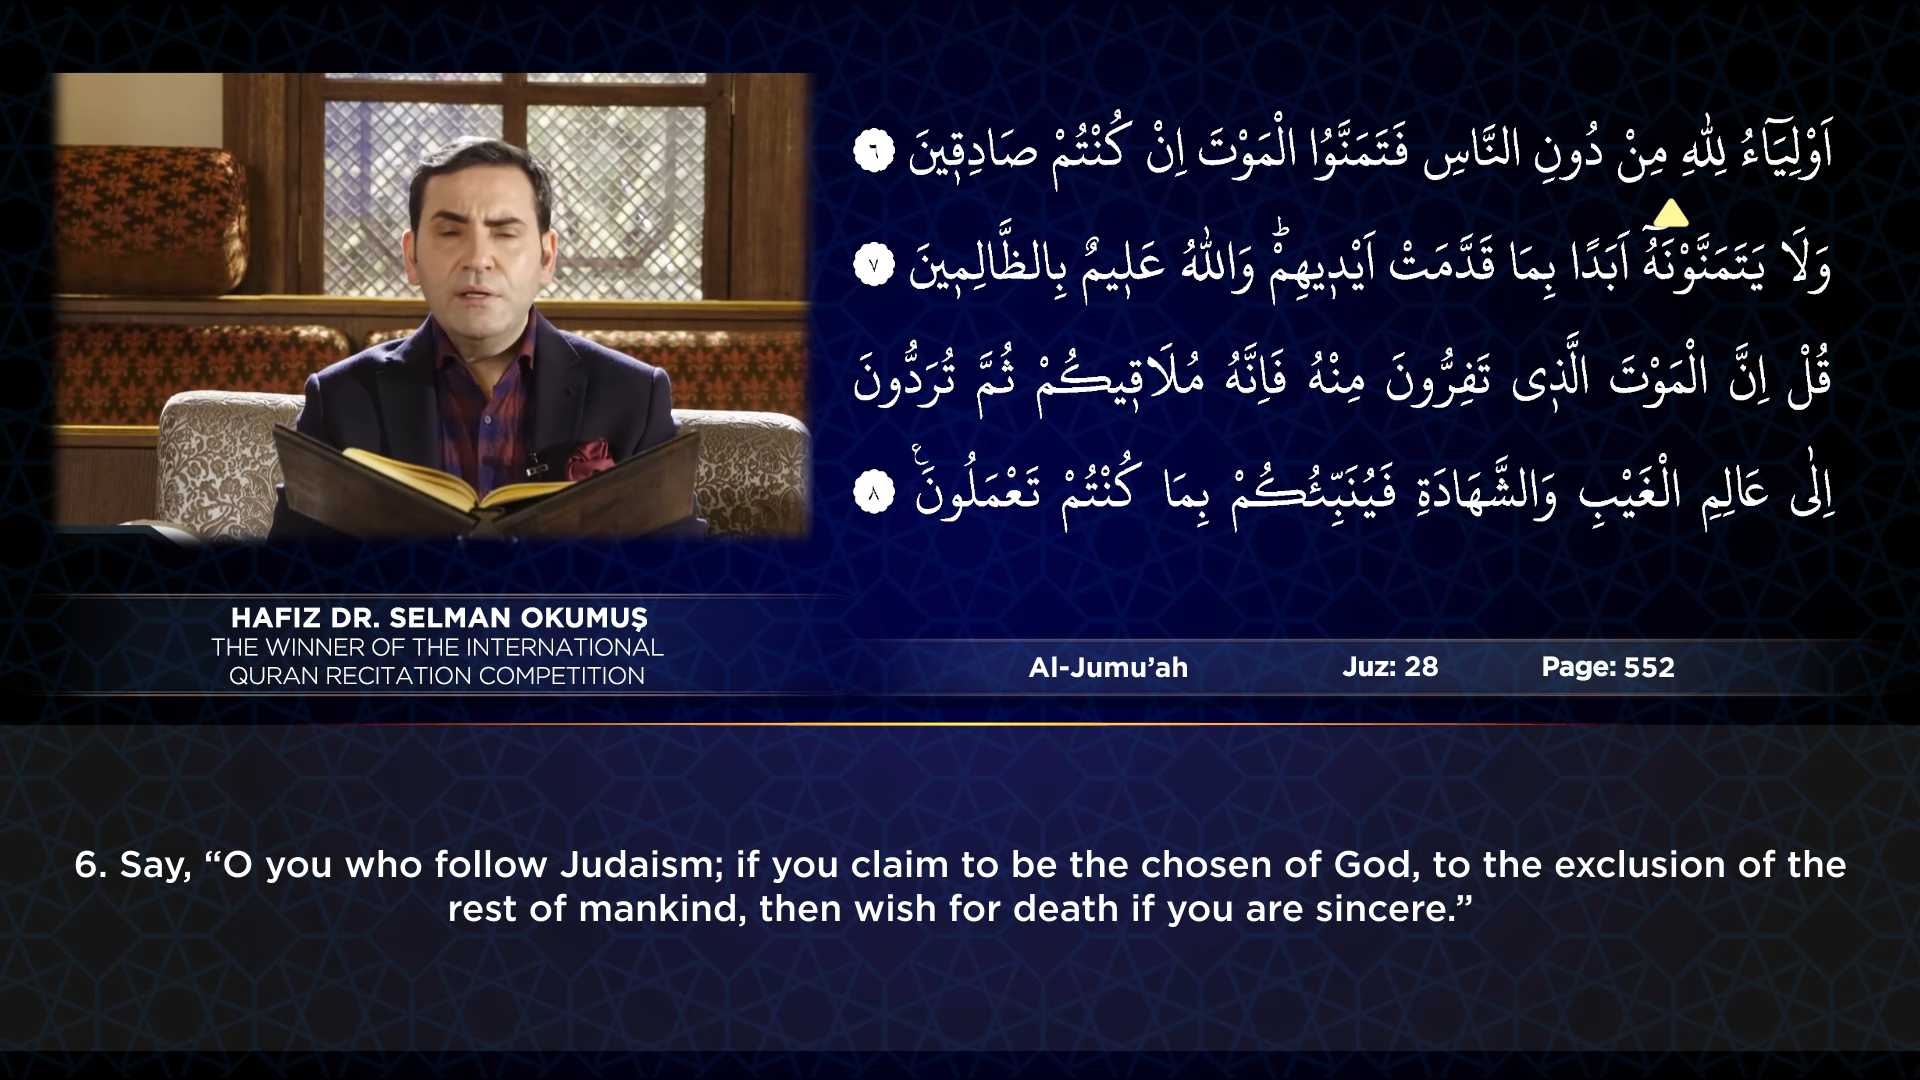 اَوْلِيَٓاءُ لِلّٰهِ مِنْ دُونِ النَّاسِ فَتَمَنَّوُا الْمَوْتَ اِنْ كُنْتُمْ صَادِق۪ينَ ٦
وَلَا يَتَمَنَّوْنَهُٓ اَبَدًا بِمَا قَدَّمَتْ اَيْد۪يهِمْۜ وَاللّٰهُ عَل۪يمٌ بِالظَّالِم۪ينَ ٧
قُلْ اِنَّ الْمَوْتَ الَّذ۪ى تَفِرُّونَ مِنْهُ فَاِنَّهُ مُلَاق۪يكُمْ ثُمَّ تُرَدُّونَ
اِلٰى عَالِمِ الْغَيْبِ وَالشَّهَادَةِ فَيُنَبِّئُكُمْ بِمَا كُنْتُمْ تَعْمَلُونَ۟ ع ٨
HAFIZ DR. SELMAN OKUMUŞ
THE WINNER OF THE INTERNATIONAL
QURAN RECITATION COMPETITION
Al-Jumu’ah Juz: 28 Page: 552
6. Say, “O you who follow Judaism; if you claim to be the chosen of God, to the exclusion of the
rest of mankind, then wish for death if you are sincere.”